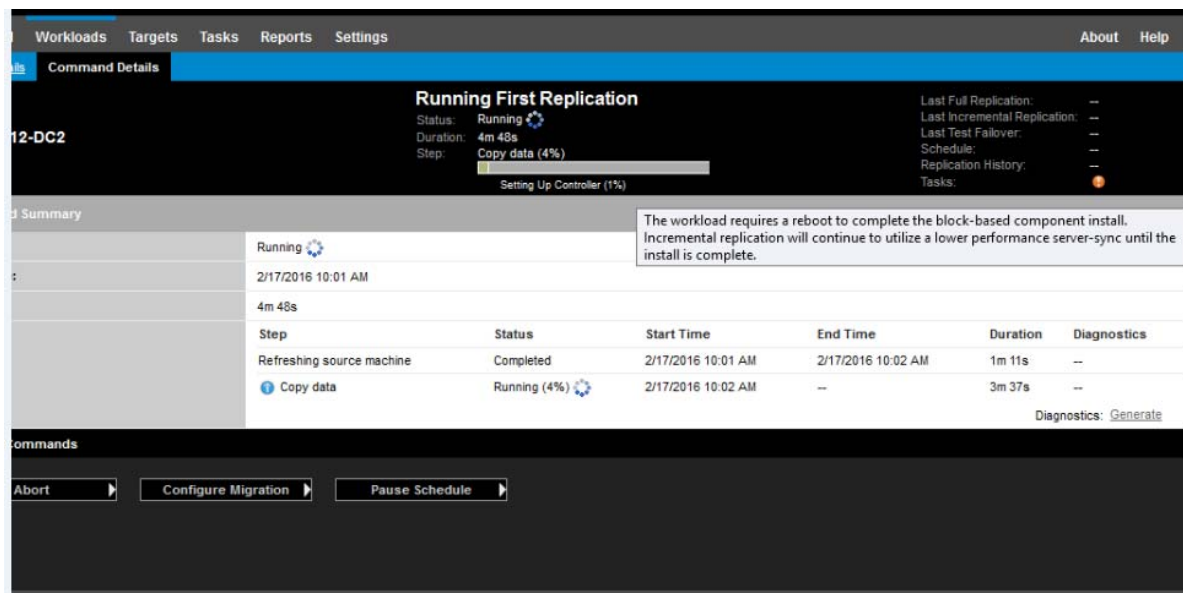 Workloads Targets Tasks Reports Settings About Help
ils Command Details
Running First Replication
Status: Running
Duration: 4m 48s
Step: Copy data (4%)
Setting Up Controller (1%)
12-DC2
Last Full Replication: --
Last Incremental Replication: --
Last Test Failover: --
Schedule: --
Replication History: --
Tasks:
d Summary
The workload requires a reboot to complete the block-based component install.
Incremental replication will continue to utilize a lower performance server-sync until the
install is complete.
Running
: 2/17/2016 10:01 AM
4m 48s
Step Status Start Time End Time Duration Diagnostics
Refreshing source machine Completed 2/17/2016 10:01 AM 2/17/2016 10:02 AM 1m 11s --
Copy data Running (4%) 2/17/2016 10:02 AM -- 3m 37s --
Diagnostics: Generate
Commands
Abort Configure Migration Pause Schedule